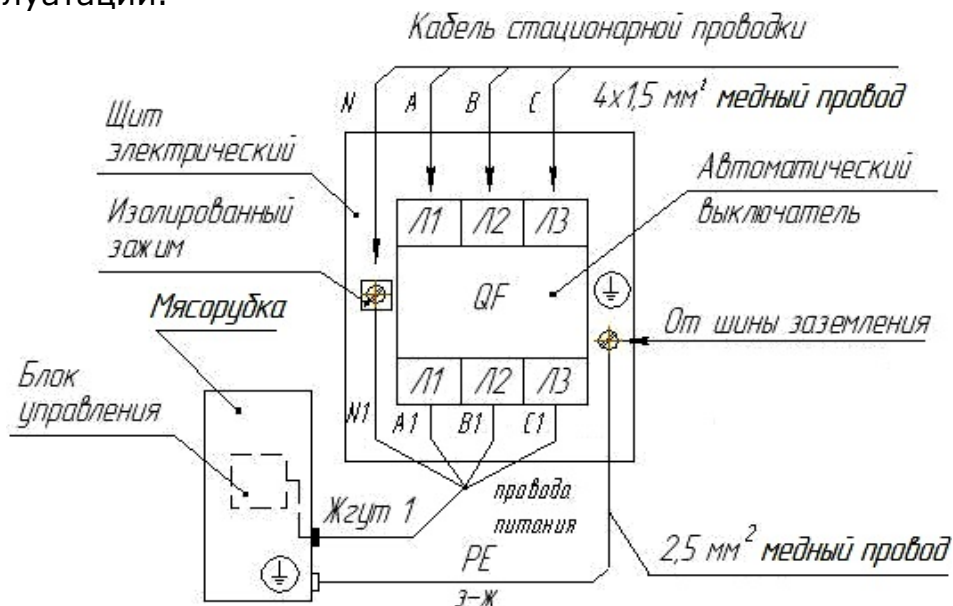 луатации.
Кабель стационарной проводки
N A B C 4x1,5 мм² медный провод
Щит
электрический
Автоматический
выключатель
Изолированный
зажим
Л1 Л2 Л3
QF
Мясорубка
От шины заземления
Блок
управления
Л1 Л2 Л3
N1 A1 B1 C1
провода
питания
Жгут 1
2,5 мм² медный провод
PE
з-ж